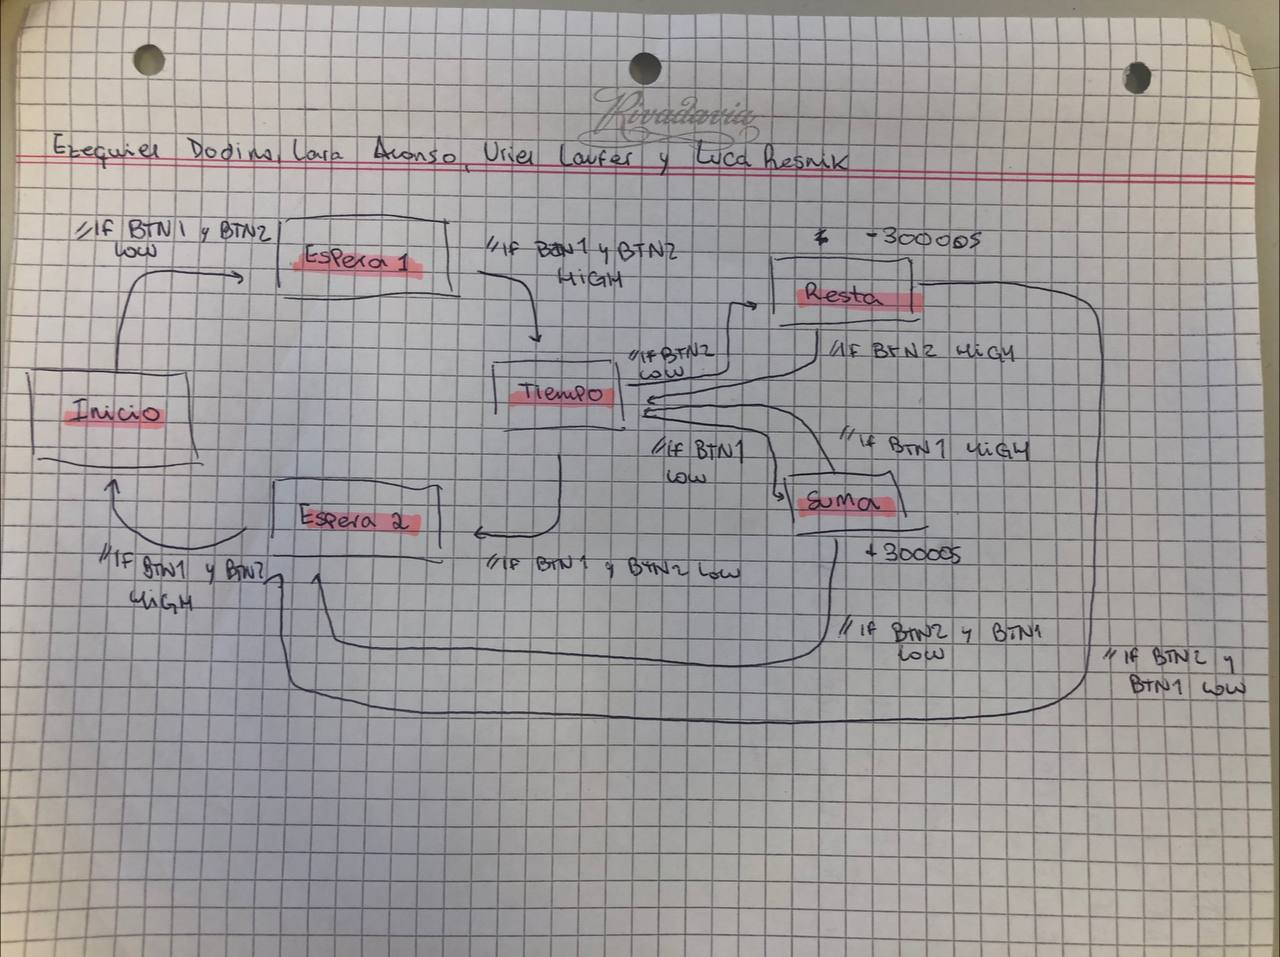 Rivadavia
Ezequiel Dodino, Lara Alonso, Uriel Laufer y Luca Resnik
//IF BTN1 y BTN2
LOW
Espera 1
//IF BTN1 y BTN2
HIGH
-30000S
Resta
//IF BTN2
LOW
//IF BTN2 HIGH
Tiempo
Inicio
//IF BTN1
LOW
//IF BTN1 HIGH
Suma
+30000S
Espera 2
//IF BTN1 y BTN2 LOW
//IF BTN1 y BTN2
HIGH
//IF BTN2 y BTN1
LOW
//IF BTN2 y
BTN1 LOW